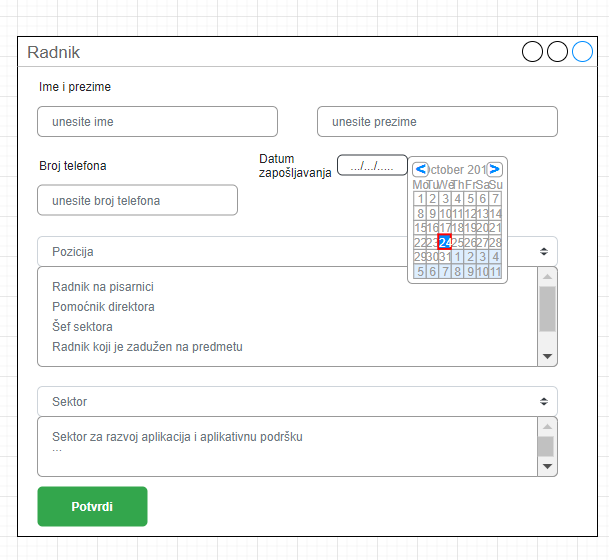 Radnik
Ime i prezime
unesite ime
unesite prezime
Broj telefona
Datum
zapošljavanja
.../.../.....
unesite broj telefona
< ctober 201 >
Mo Tu We Th Fr Sa Su
1 2 3 4 5 6 7
8 9 10 11 12 13 14
15 16 17 18 19 20 21
22 23 24 25 26 27 28
29 30 31 1 2 3 4
5 6 7 8 9 10 11
Pozicija
Radnik na pisarnici
Pomoćnik direktora
Šef sektora
Radnik koji je zadužen na predmetu
Sektor
Sektor za razvoj aplikacija i aplikativnu podršku
...
Potvrdi